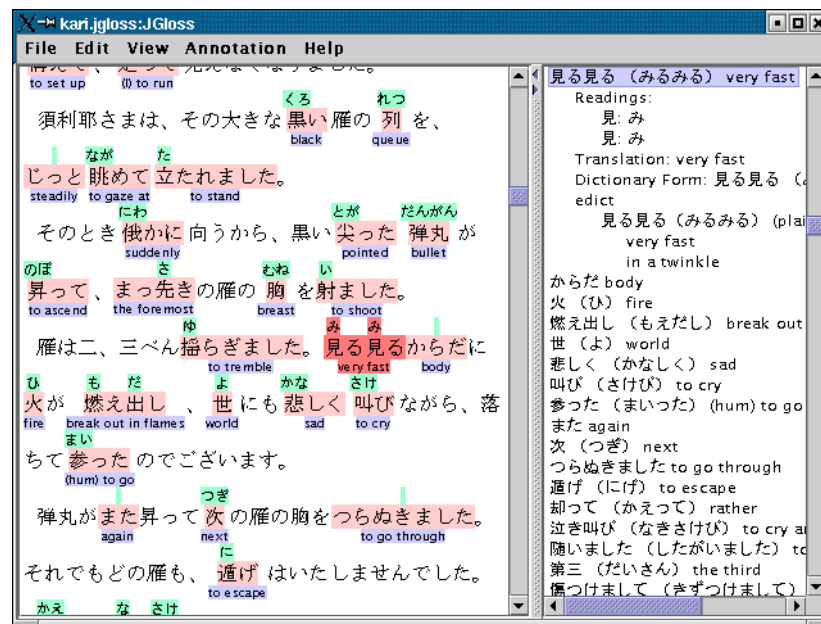 kari.jgloss:JGloss
File Edit View Annotation Help
to set up (I) to run
くろ れつ
須利耶さまは、その大きな黒い雁の列を、
black queue
なが た
じっと眺めて立たれました。
steadily to gaze at to stand
にわ とが だんがん
そのとき俄かに向うから、黒い尖った弾丸が
suddenly pointed bullet
のぼ さ むね い
昇って、まっ先きの雁の胸を射ました。
to ascend the foremost breast to shoot
ゆ み み
雁は二、三べん揺らぎました。見る見るからだに
to tremble very fast body
ひ も だ よ かな さけ
火が燃え出し、世にも悲しく叫びながら、落
fire break out in flames world sad to cry
まい
ちて参ったのでございます。
(hum) to go
つぎ
弾丸がまた昇って次の雁の胸をつらぬきました。
again next to go through
に
それでもどの雁も、遁げはいたしませんでした。
to escape
かえ な さけ
見る見る (みるみる) very fast
Readings:
見: み
見: み
Translation: very fast
Dictionary Form: 見る見る
edict
見る見る (みるみる) (plai
very fast
in a twinkle
からだ body
火 (ひ) fire
燃え出し (もえだし) break out
世 (よ) world
悲しく (かなしく) sad
叫び (さけび) to cry
参った (まいった) (hum) to go
また again
次 (つぎ) next
つらぬきました to go through
遁げ (にげ) to escape
却って (かえって) rather
泣き叫び (なきさけび) to cry
随いました (したがいました)
第三 (だいさん) the third
傷つけまして (きずつけまして)